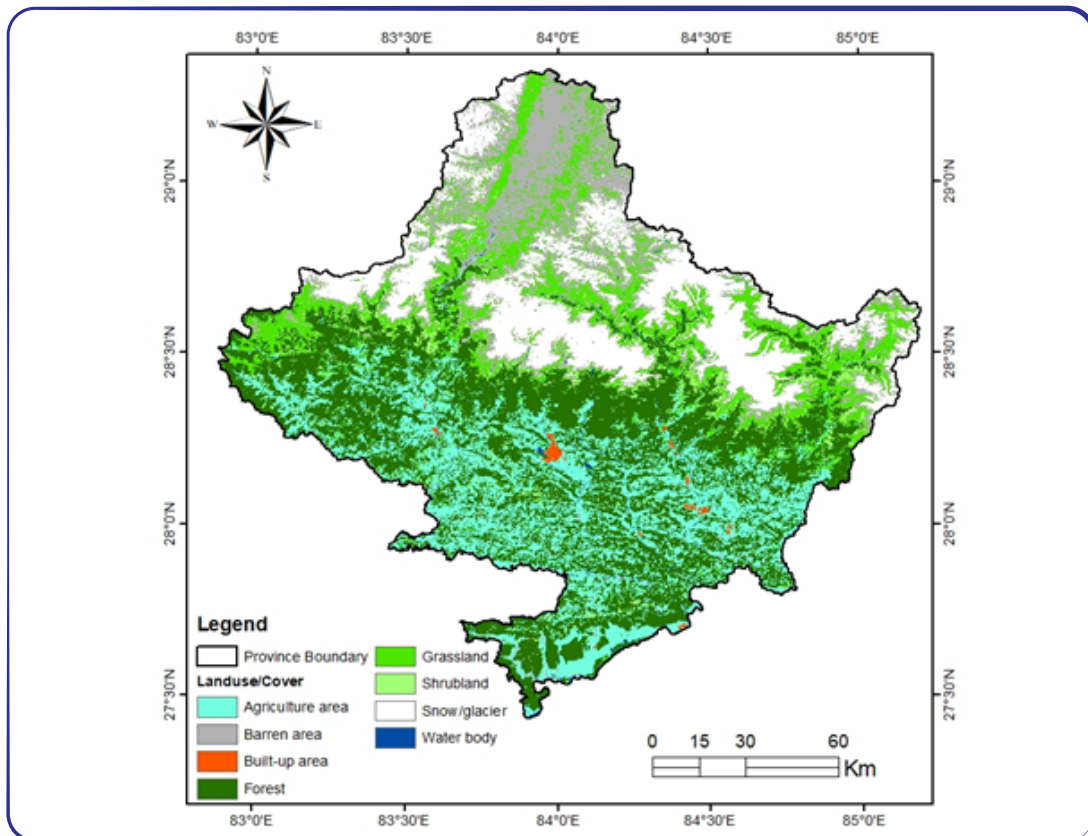 83°0'E 83°30'E 84°0'E 84°30'E 85°0'E
N
W E
S
29°0'N 29°0'N
28°30'N 28°30'N
28°0'N 28°0'N
27°30'N 27°30'N
Legend
Province Boundary
Landuse/Cover
Agriculture area
Barren area
Built-up area
Forest
Grassland
Shrubland
Snow/glacier
Water body
0 15 30 60
Km
83°0'E 83°30'E 84°0'E 84°30'E 85°0'E